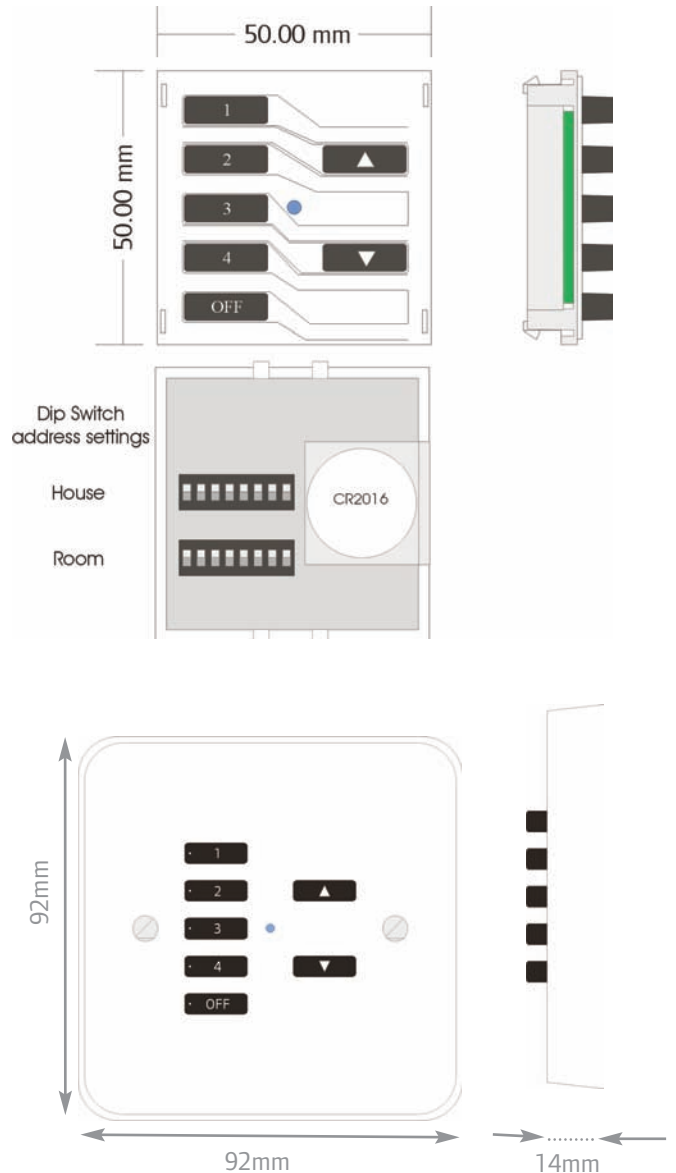 50.00 mm
50.00 mm
1
2
3
4
OFF
Dip Switch
address settings
House
CR2016
Room
92mm
1
2
3
4
OFF
92mm
14mm